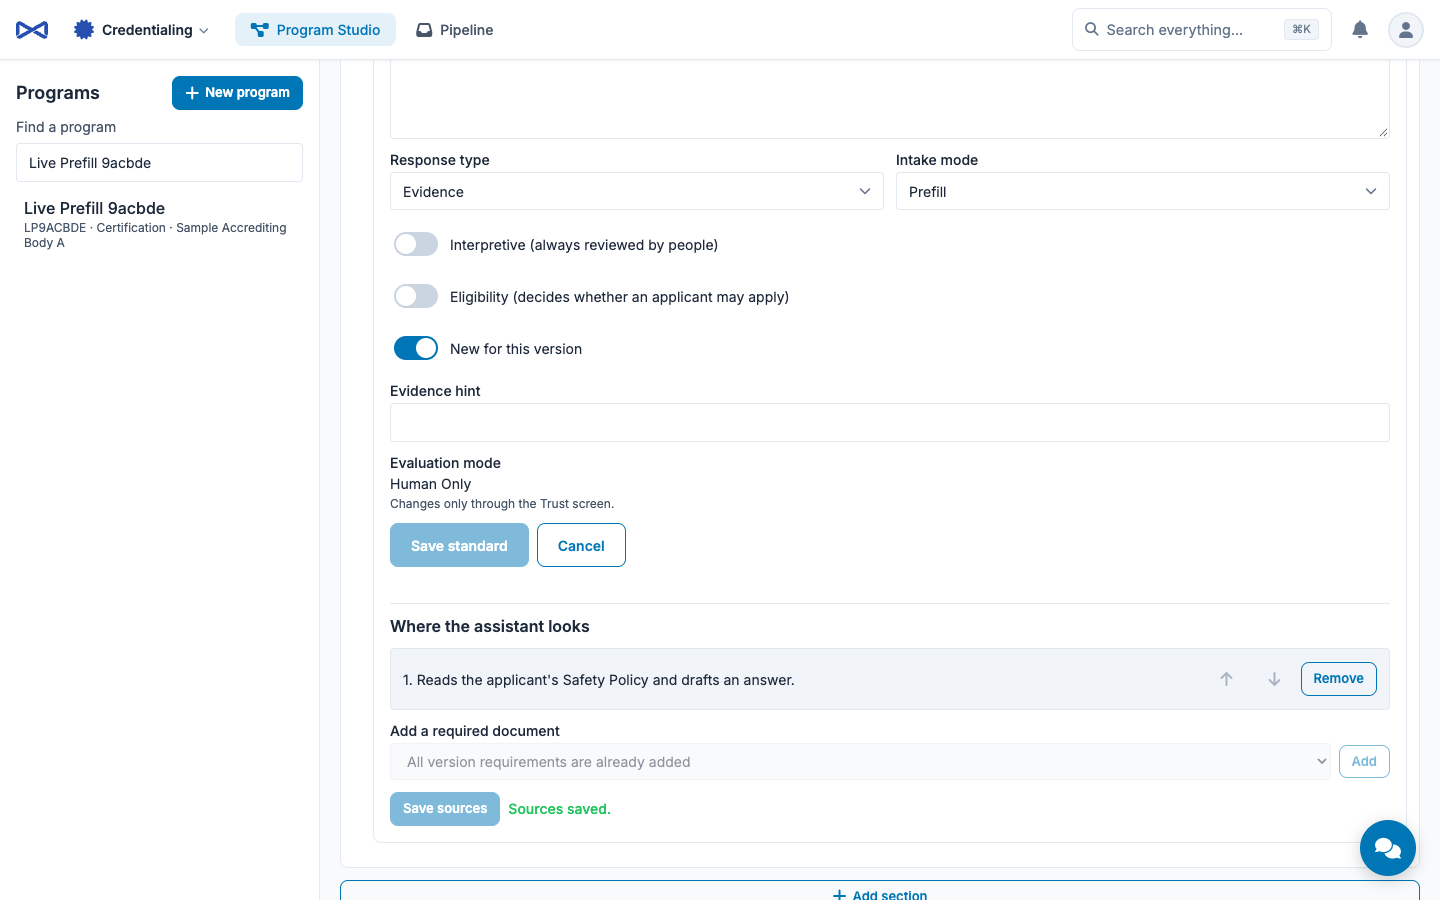 Credentialing
Program Studio
Pipeline
Search everything...
⌘K
Programs
New program
Find a program
Live Prefill 9acbde
Live Prefill 9acbde
LP9ACBDE · Certification · Sample Accrediting
Body A
Response type
Intake mode
Evidence
Prefill
Interpretive (always reviewed by people)
Eligibility (decides whether an applicant may apply)
New for this version
Evidence hint
Evaluation mode
Human Only
Changes only through the Trust screen.
Save standard
Cancel
Where the assistant looks
1. Reads the applicant's Safety Policy and drafts an answer.
Remove
Add a required document
All version requirements are already added
Add
Save sources
Sources saved.
Add section